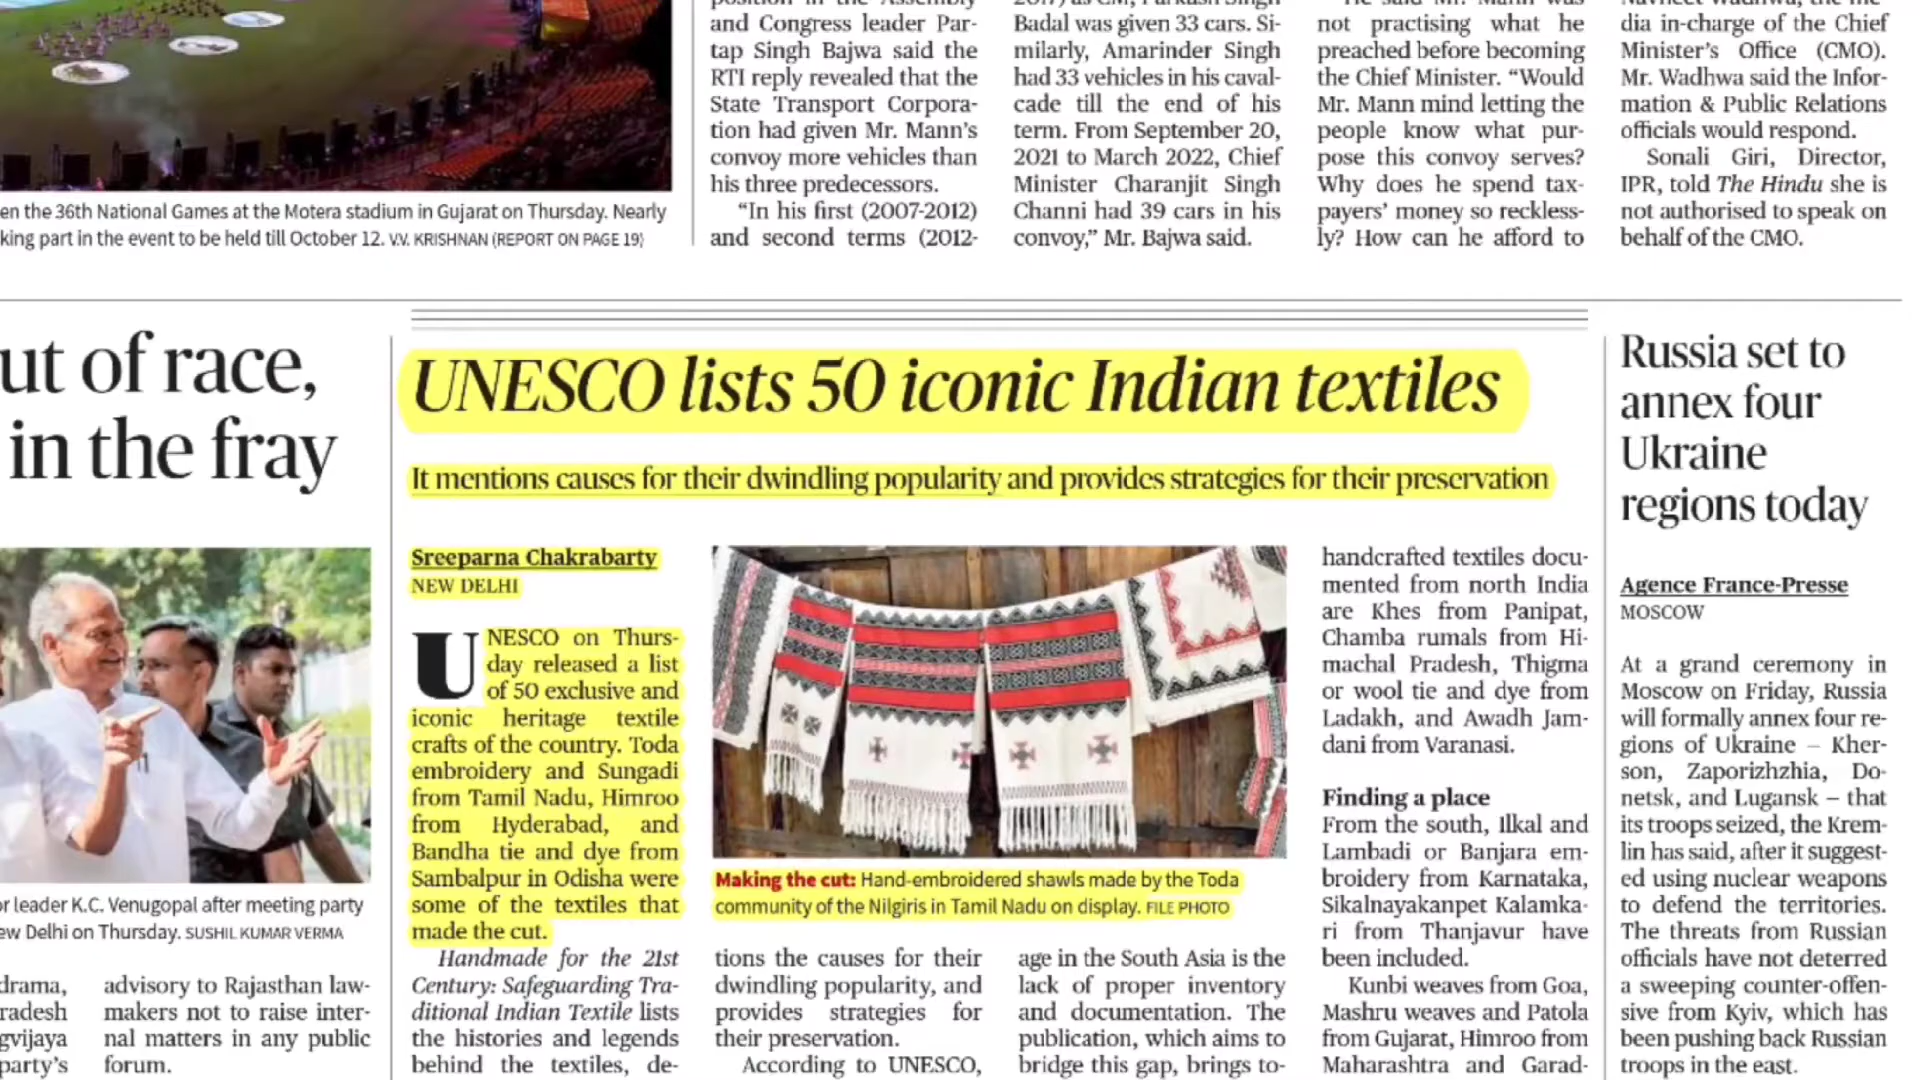 and Congress leader Par-
tap Singh Bajwa said the
RTI reply revealed that the
State Transport Corpora-
tion had given Mr. Mann's
convoy more vehicles than
his three predecessors.
“In his first (2007-2012)
and second terms (2012-
Badal was given 33 cars. Si-
milarly, Amarinder Singh
had 33 vehicles in his caval-
cade till the end of his
term. From September 20,
2021 to March 2022, Chief
Minister Charanjit Singh
Channi had 39 cars in his
convoy,” Mr. Bajwa said.
not practising what he
preached before becoming
the Chief Minister. “Would
Mr. Mann mind letting the
people know what pur-
pose this convoy serves?
Why does he spend tax-
payers’ money so reckless-
ly? How can he afford to
dia in-charge of the Chief
Minister’s Office (CMO).
Mr. Wadhwa said the Infor-
mation & Public Relations
officials would respond.
Sonali Giri, Director,
IPR, told The Hindu she is
not authorised to speak on
behalf of the CMO.
en the 36th National Games at the Motera stadium in Gujarat on Thursday. Nearly
king part in the event to be held till October 12. V.V. KRISHNAN (REPORT ON PAGE 19)
ut of race,
in the fray
or leader K.C. Venugopal after meeting party
ew Delhi on Thursday. SUSHIL KUMAR VERMA
drama,
radesh
gvijaya
party’s
advisory to Rajasthan law-
makers not to raise inter-
nal matters in any public
forum.
UNESCO lists 50 iconic Indian textiles
It mentions causes for their dwindling popularity and provides strategies for their preservation
Sreeparna Chakrabarty
NEW DELHI
UNESCO on Thurs-
day released a list
of 50 exclusive and
iconic heritage textile
crafts of the country. Toda
embroidery and Sungadi
from Tamil Nadu, Himroo
from Hyderabad, and
Bandha tie and dye from
Sambalpur in Odisha were
some of the textiles that
made the cut.
Handmade for the 21st
Century: Safeguarding Tra-
ditional Indian Textile lists
the histories and legends
behind the textiles, de-
Making the cut: Hand-embroidered shawls made by the Toda
community of the Nilgiris in Tamil Nadu on display. FILE PHOTO
tions the causes for their
dwindling popularity, and
provides strategies for
their preservation.
According to UNESCO,
age in the South Asia is the
lack of proper inventory
and documentation. The
publication, which aims to
bridge this gap, brings to-
handcrafted textiles docu-
mented from north India
are Khes from Panipat,
Chamba rumals from Hi-
machal Pradesh, Thigma
or wool tie and dye from
Ladakh, and Awadh Jam-
dani from Varanasi.
Finding a place
From the south, Ilkal and
Lambadi or Banjara em-
broidery from Karnataka,
Sikalnayakanpet Kalamka-
ri from Thanjavur have
been included.
Kunbi weaves from Goa,
Mashru weaves and Patola
from Gujarat, Himroo from
Maharashtra and Garad-
Russia set to
annex four
Ukraine
regions today
Agence France-Presse
MOSCOW
At a grand ceremony in
Moscow on Friday, Russia
will formally annex four re-
gions of Ukraine – Kher-
son, Zaporizhzhia, Do-
netsk, and Lugansk – that
its troops seized, the Krem-
lin has said, after it suggest-
ed using nuclear weapons
to defend the territories.
The threats from Russian
officials have not deterred
a sweeping counter-offen-
sive from Kyiv, which has
been pushing back Russian
troops in the east.